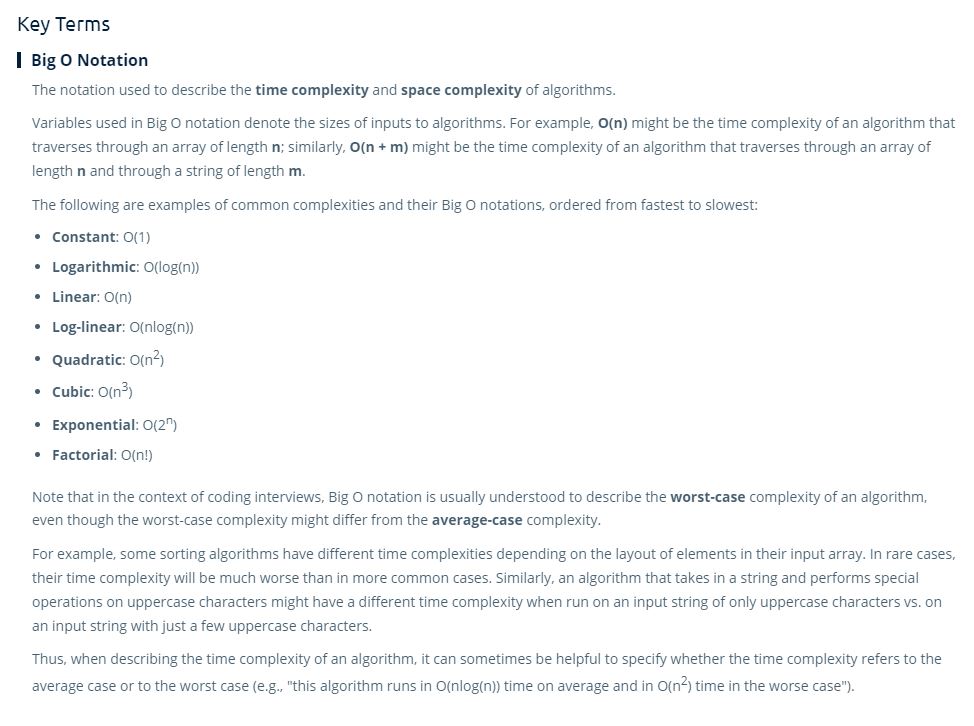 Key Terms
Big O Notation
The notation used to describe the time complexity and space complexity of algorithms.
Variables used in Big O notation denote the sizes of inputs to algorithms. For example, O(n) might be the time complexity of an algorithm that
traverses through an array of length n; similarly, O(n + m) might be the time complexity of an algorithm that traverses through an array of
length n and through a string of length m.
The following are examples of common complexities and their Big O notations, ordered from fastest to slowest:
• Constant: O(1)
• Logarithmic: O(log(n))
• Linear: O(n)
• Log-linear: O(nlog(n))
• Quadratic: O(n²)
• Cubic: O(n³)
• Exponential: O(2ⁿ)
• Factorial: O(n!)
Note that in the context of coding interviews, Big O notation is usually understood to describe the worst-case complexity of an algorithm,
even though the worst-case complexity might differ from the average-case complexity.
For example, some sorting algorithms have different time complexities depending on the layout of elements in their input array. In rare cases,
their time complexity will be much worse than in more common cases. Similarly, an algorithm that takes in a string and performs special
operations on uppercase characters might have a different time complexity when run on an input string of only uppercase characters vs. on
an input string with just a few uppercase characters.
Thus, when describing the time complexity of an algorithm, it can sometimes be helpful to specify whether the time complexity refers to the
average case or to the worst case (e.g., "this algorithm runs in O(nlog(n)) time on average and in O(n²) time in the worse case").